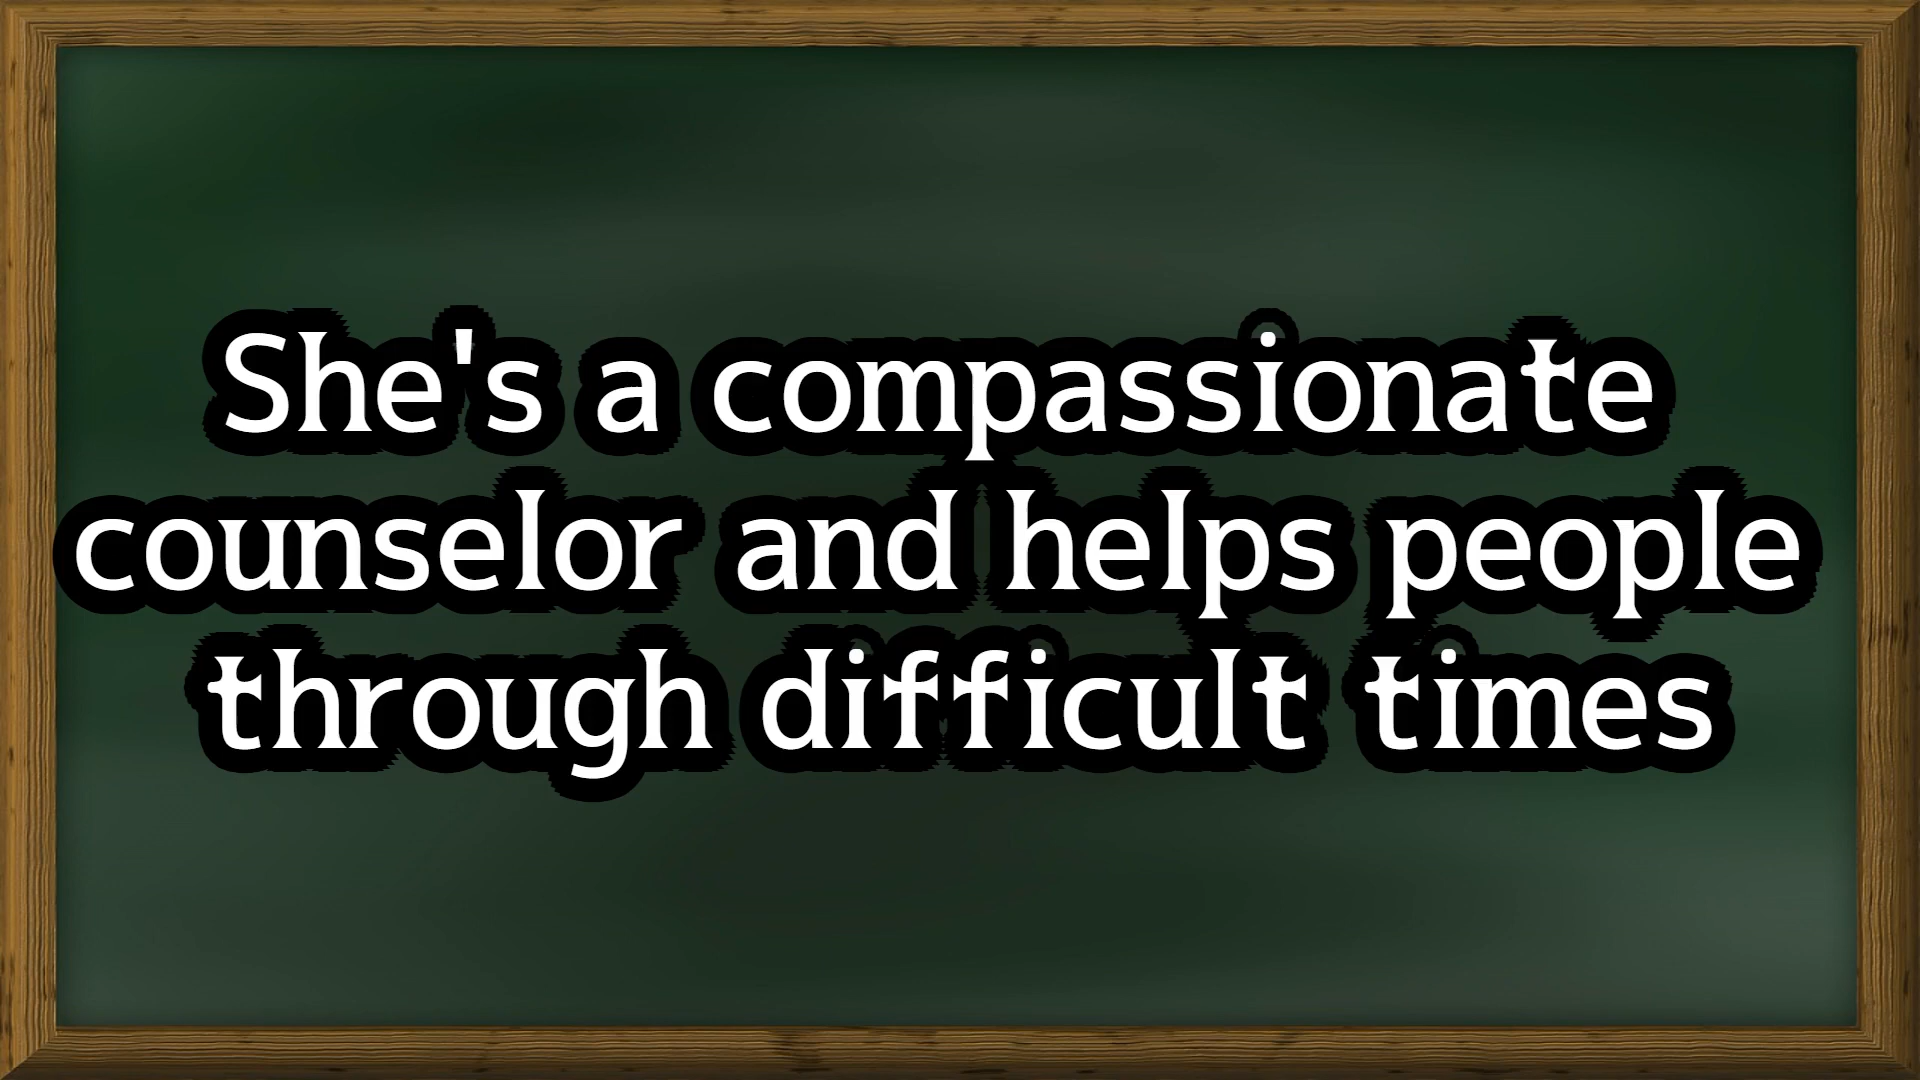 She's a compassionate
counselor and helps people
through difficult times